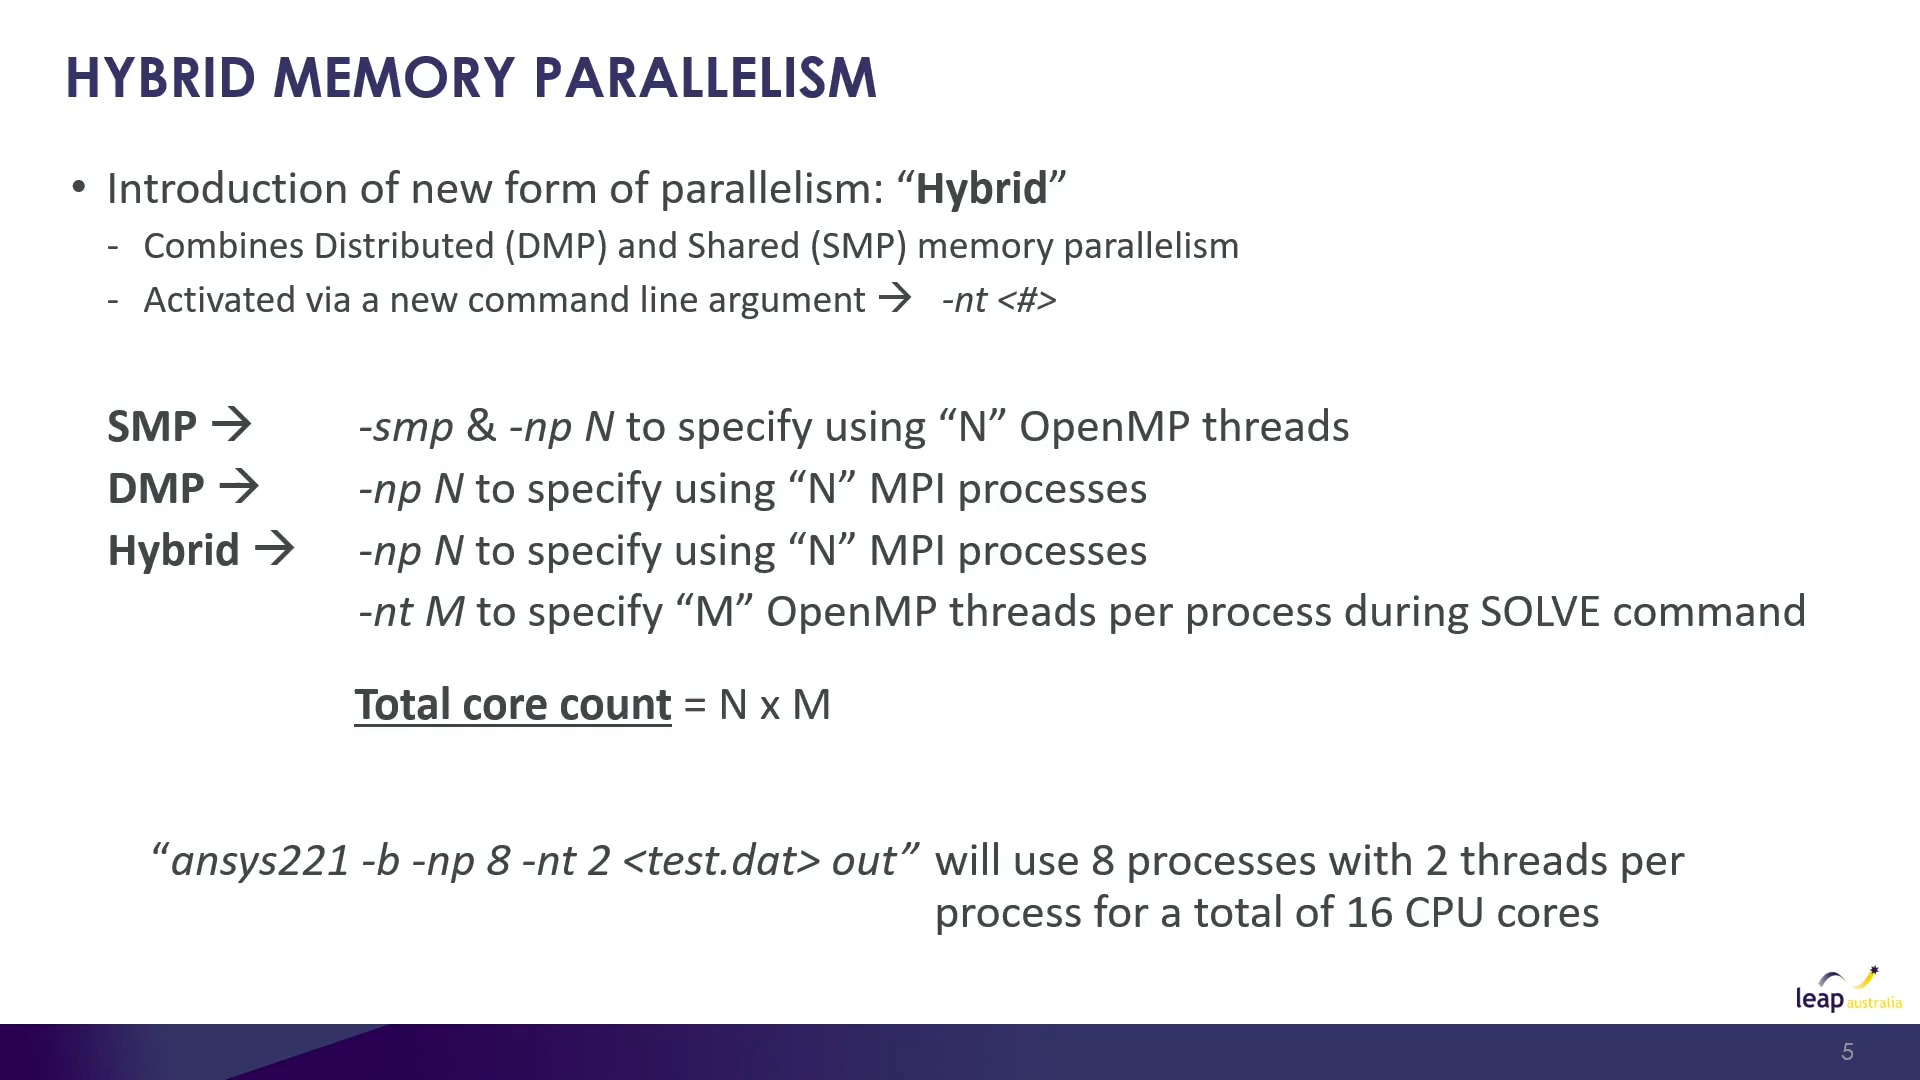 HYBRID MEMORY PARALLELISM
• Introduction of new form of parallelism: “Hybrid”
- Combines Distributed (DMP) and Shared (SMP) memory parallelism
- Activated via a new command line argument → -nt <#>
SMP → -smp & -np N to specify using “N” OpenMP threads
DMP → -np N to specify using “N” MPI processes
Hybrid → -np N to specify using “N” MPI processes
-nt M to specify “M” OpenMP threads per process during SOLVE command
Total core count = N x M
“ansys221 -b -np 8 -nt 2 <test.dat> out” will use 8 processes with 2 threads per
process for a total of 16 CPU cores
leap australia
5